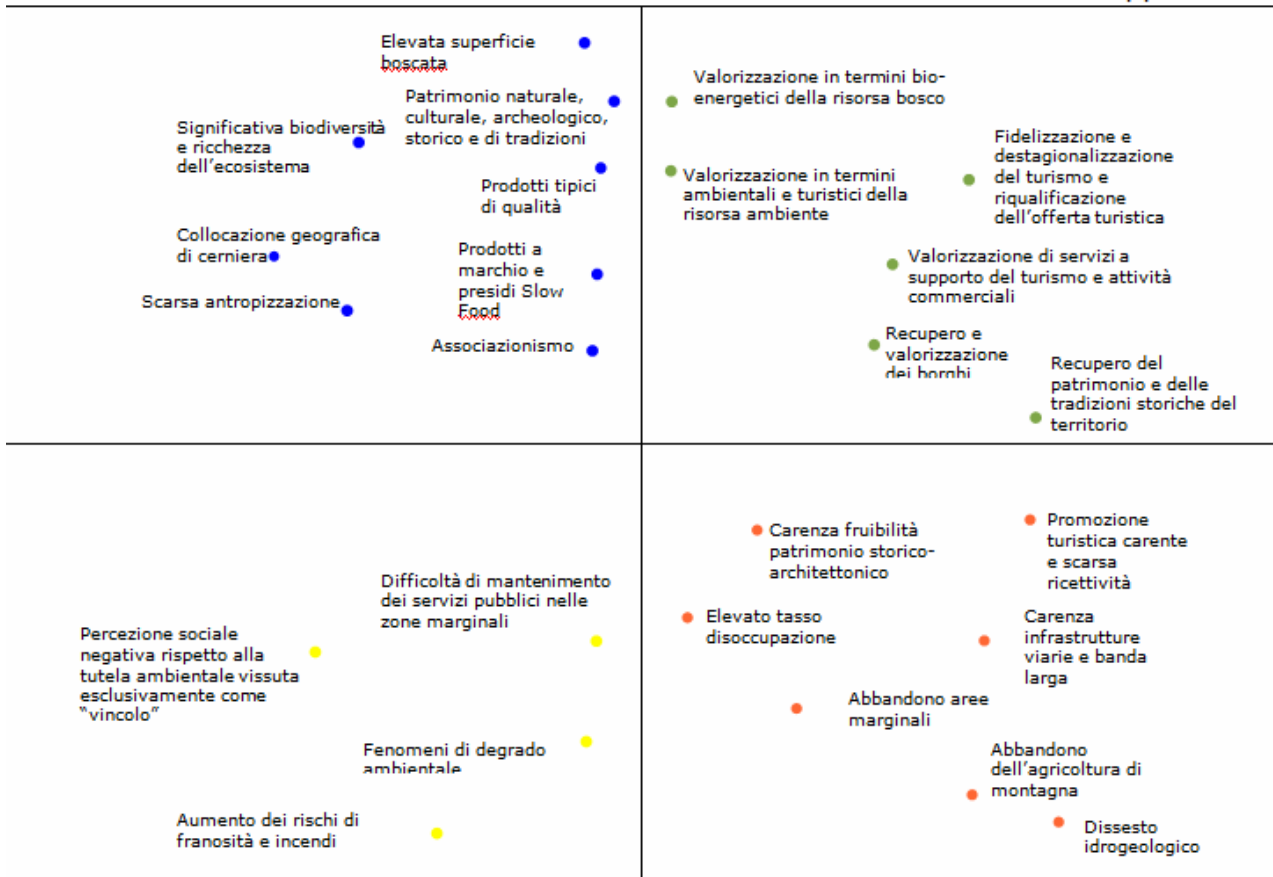 Elevata superficie
boscata
Patrimonio naturale,
culturale, archeologico,
storico e di tradizioni
Significativa biodiversità
e ricchezza
dell'ecosistema
Prodotti tipici
di qualità
Collocazione geografica
di cerniera
Prodotti a
marchio e
presidi Slow
Food
Scarsa antropizzazione
Associazionismo
Valorizzazione in termini bio-
energetici della risorsa bosco
Fidelizzazione e
destagionalizzazione
del turismo e
riqualificazione
dell'offerta turistica
Valorizzazione in termini
ambientali e turistici della
risorsa ambiente
Valorizzazione di servizi a
supporto del turismo e attività
commerciali
Recupero e
valorizzazione
dei borghi
Recupero del
patrimonio e delle
tradizioni storiche del
territorio
Difficoltà di mantenimento
dei servizi pubblici nelle
zone marginali
Percezione sociale
negativa rispetto alla
tutela ambientale vissuta
esclusivamente come
"vincolo"
Fenomeni di degrado
ambientale
Aumento dei rischi di
franosità e incendi
Carenza fruibilità
patrimonio storico-
architettonico
Promozione
turistica carente
e scarsa
ricettività
Elevato tasso
disoccupazione
Carenza
infrastrutture
viarie e banda
larga
Abbandono aree
marginali
Abbandono
dell'agricoltura di
montagna
Dissesto
idrogeologico